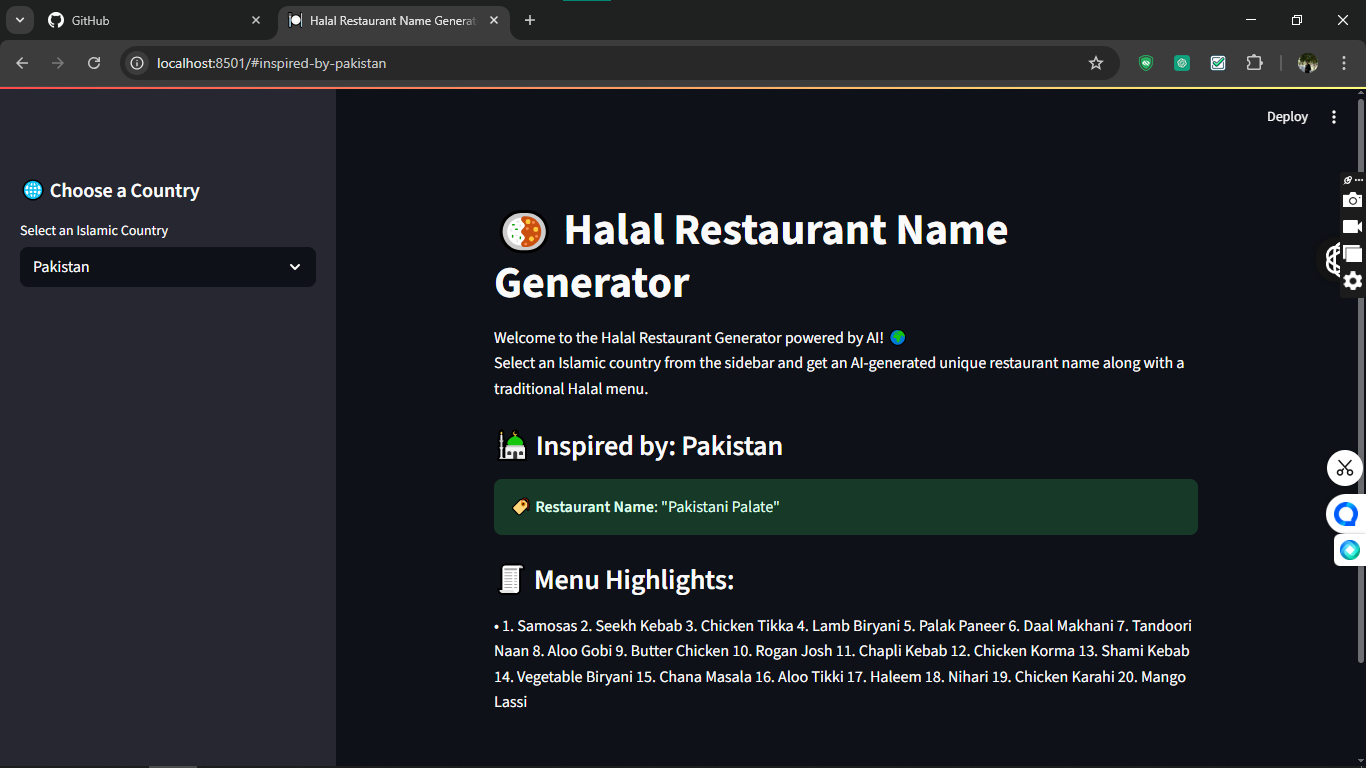 GitHub
Halal Restaurant Name Generat
localhost:8501/#inspired-by-pakistan
Deploy
Choose a Country
Select an Islamic Country
Pakistan
Halal Restaurant Name
Generator
Welcome to the Halal Restaurant Generator powered by AI!
Select an Islamic country from the sidebar and get an AI-generated unique restaurant name along with a
traditional Halal menu.
Inspired by: Pakistan
Restaurant Name: "Pakistani Palate"
Menu Highlights:
• 1. Samosas 2. Seekh Kebab 3. Chicken Tikka 4. Lamb Biryani 5. Palak Paneer 6. Daal Makhani 7. Tandoori
Naan 8. Aloo Gobi 9. Butter Chicken 10. Rogan Josh 11. Chapli Kebab 12. Chicken Korma 13. Shami Kebab
14. Vegetable Biryani 15. Chana Masala 16. Aloo Tikki 17. Haleem 18. Nihari 19. Chicken Karahi 20. Mango
Lassi